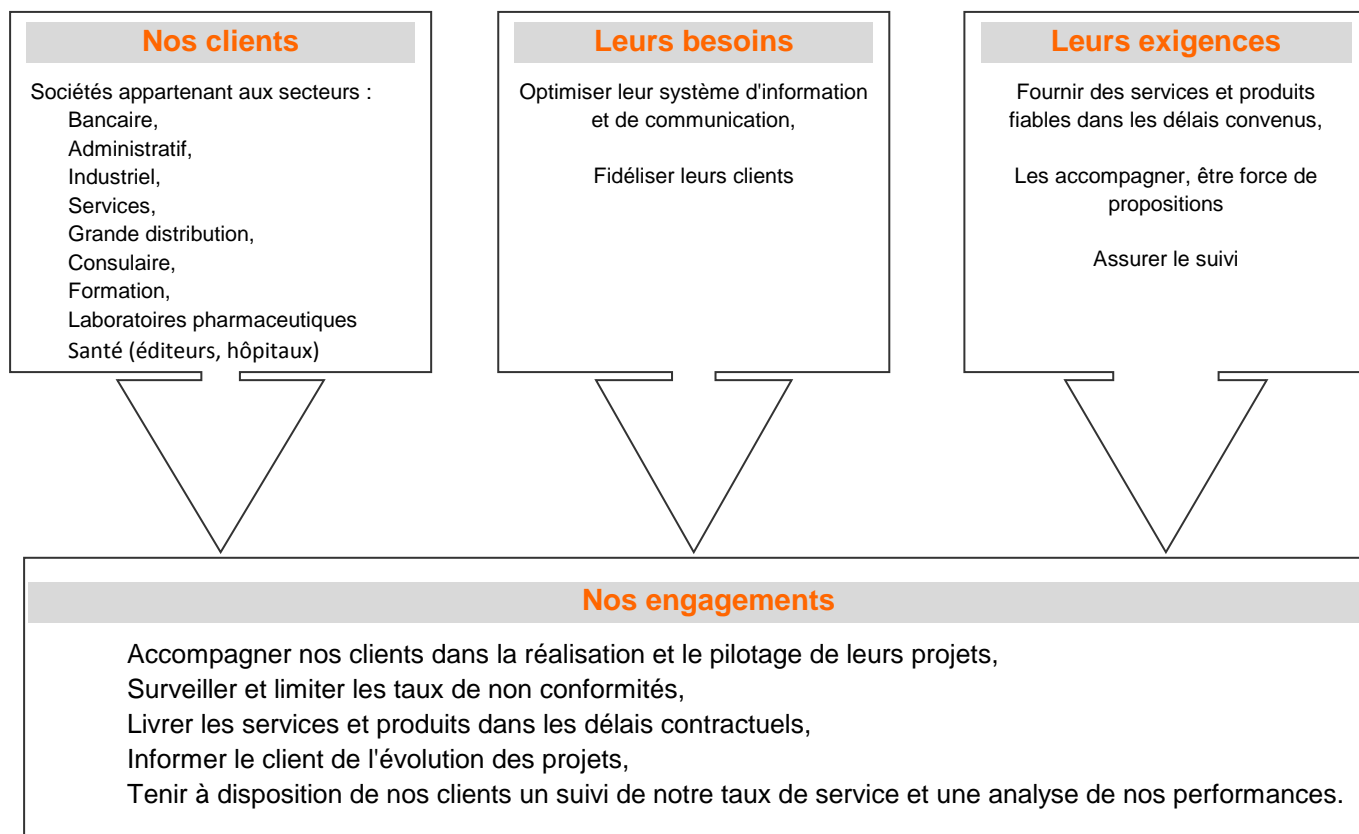 Nos clients
Sociétés appartenant aux secteurs :
Bancaire,
Administratif,
Industriel,
Services,
Grande distribution,
Consulaire,
Formation,
Laboratoires pharmaceutiques
Santé (éditeurs, hôpitaux)
Leurs besoins
Optimiser leur système d'information
et de communication,
Fidéliser leurs clients
Leurs exigences
Fournir des services et produits
fiables dans les délais convenus,
Les accompagner, être force de
propositions
Assurer le suivi
Nos engagements
Accompagner nos clients dans la réalisation et le pilotage de leurs projets,
Surveiller et limiter les taux de non conformités,
Livrer les services et produits dans les délais contractuels,
Informer le client de l'évolution des projets,
Tenir à disposition de nos clients un suivi de notre taux de service et une analyse de nos performances.